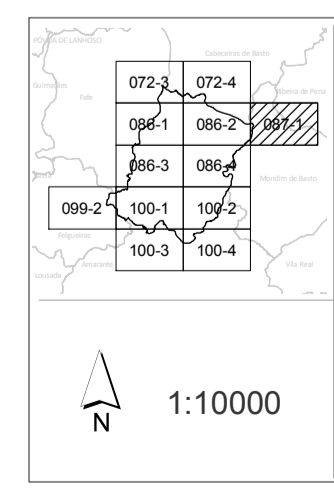 PÓVOA DE LANHOSO
Cabeceiras de Basto
072-3 072-4
Guimarães
Fafe
Ribeira de Pena
086-1 086-2 087-1
086-3 086-4
Mondim de Basto
099-2 100-1 100-2
Felgueiras
Amarante
100-3 100-4
Vila Real
Lousada
N
1:10000